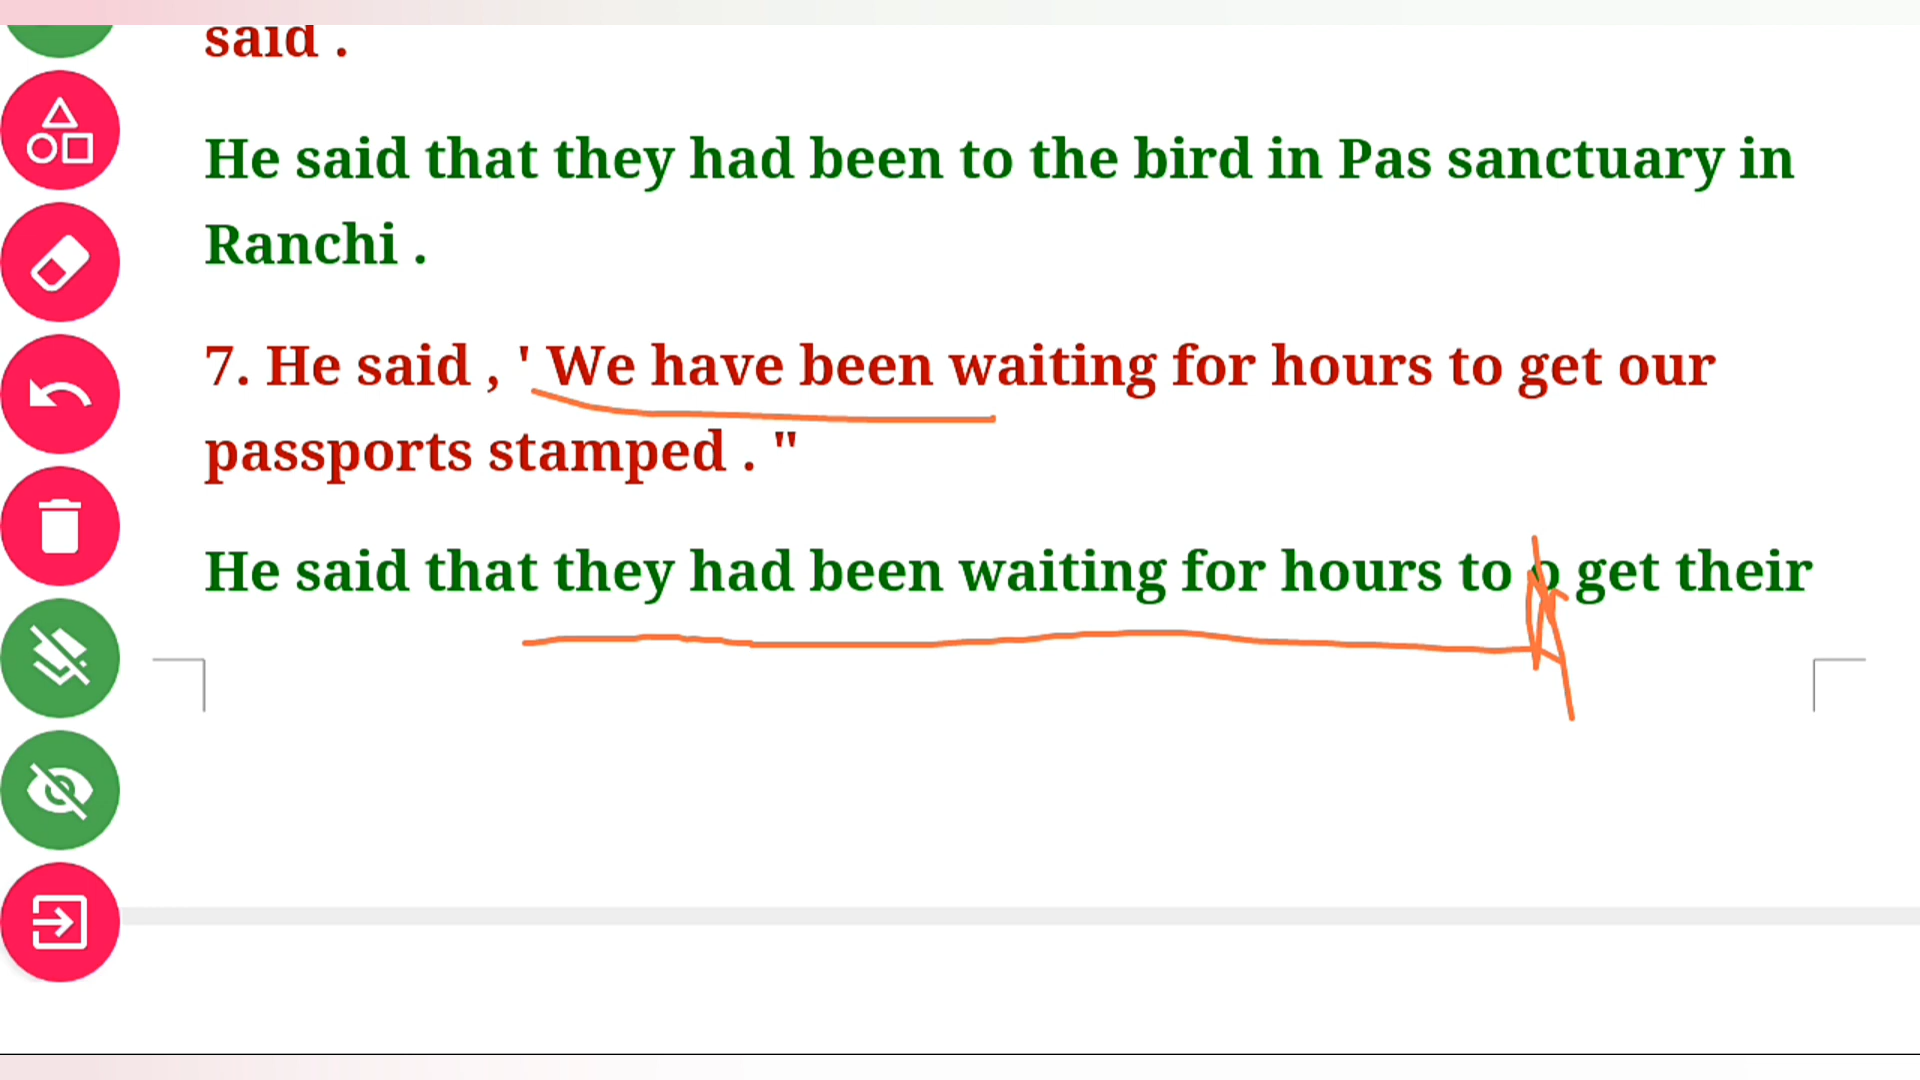 said .
He said that they had been to the bird in Pas sanctuary in
Ranchi .
7. He said , ' We have been waiting for hours to get our
passports stamped . "
He said that they had been waiting for hours to get their